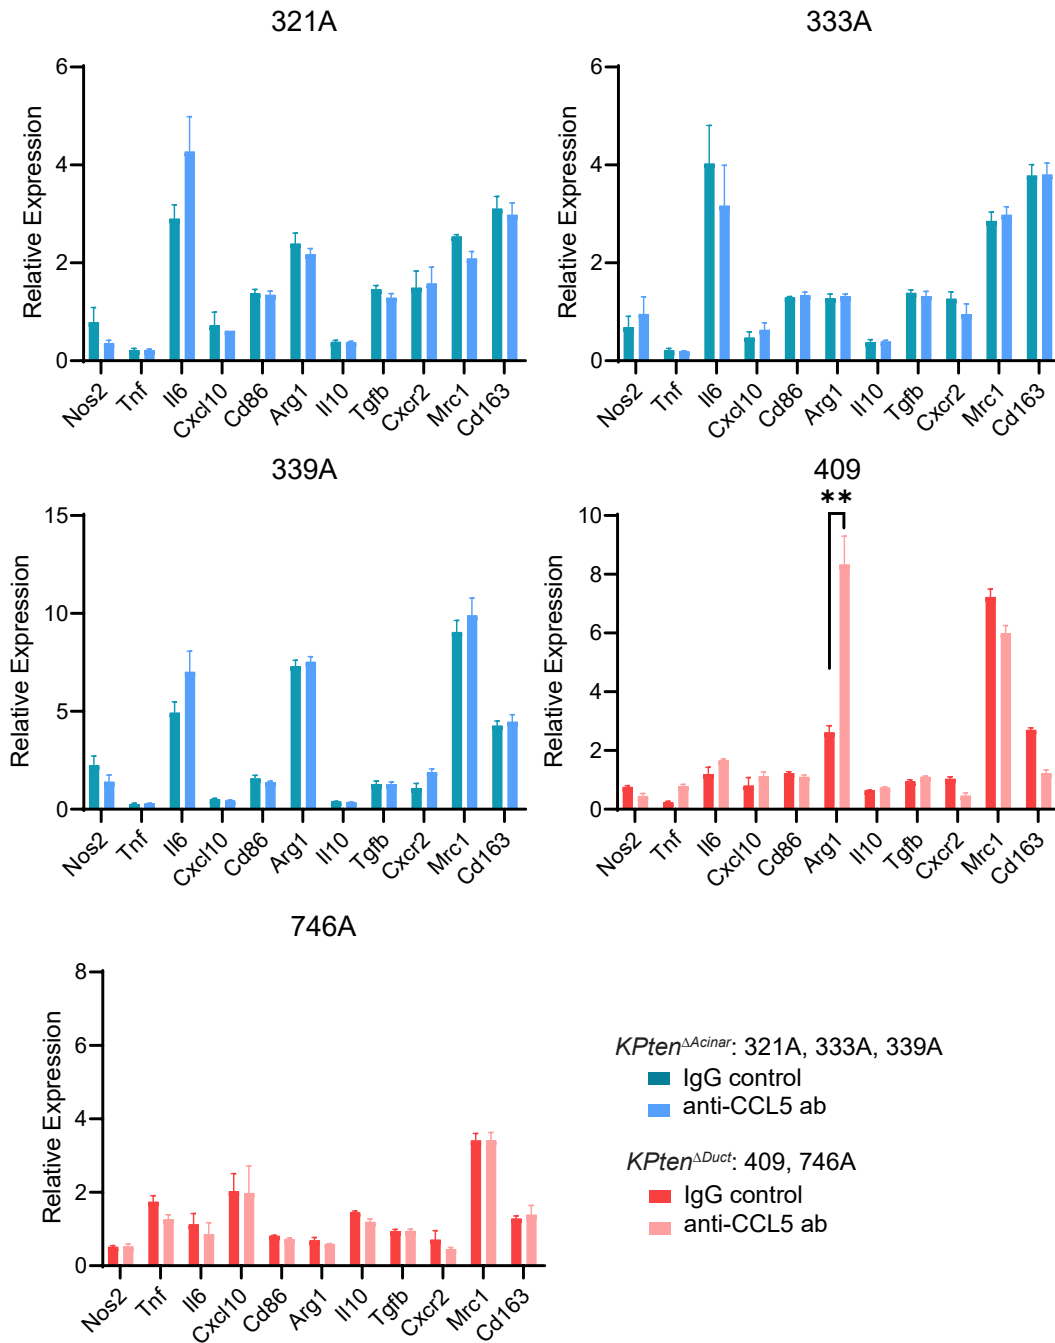 321A
Relative Expression
6
4
2
0
Nos2 Tnf Il6 Cxcl10 Cd86 Arg1 Il10 Tgfb Cxcr2 Mrc1 Cd163
333A
Relative Expression
6
4
2
0
Nos2 Tnf Il6 Cxcl10 Cd86 Arg1 Il10 Tgfb Cxcr2 Mrc1 Cd163
339A
Relative Expression
15
10
5
0
Nos2 Tnf Il6 Cxcl10 Cd86 Arg1 Il10 Tgfb Cxcr2 Mrc1 Cd163
409
**
Relative Expression
10
8
6
4
2
0
Nos2 Tnf Il6 Cxcl10 Cd86 Arg1 Il10 Tgfb Cxcr2 Mrc1 Cd163
746A
Relative Expression
8
6
4
2
0
Nos2 Tnf Il6 Cxcl10 Cd86 Arg1 Il10 Tgfb Cxcr2 Mrc1 Cd163
KPten^ΔAcinar: 321A, 333A, 339A
IgG control
anti-CCL5 ab
KPten^ΔDuct: 409, 746A
IgG control
anti-CCL5 ab